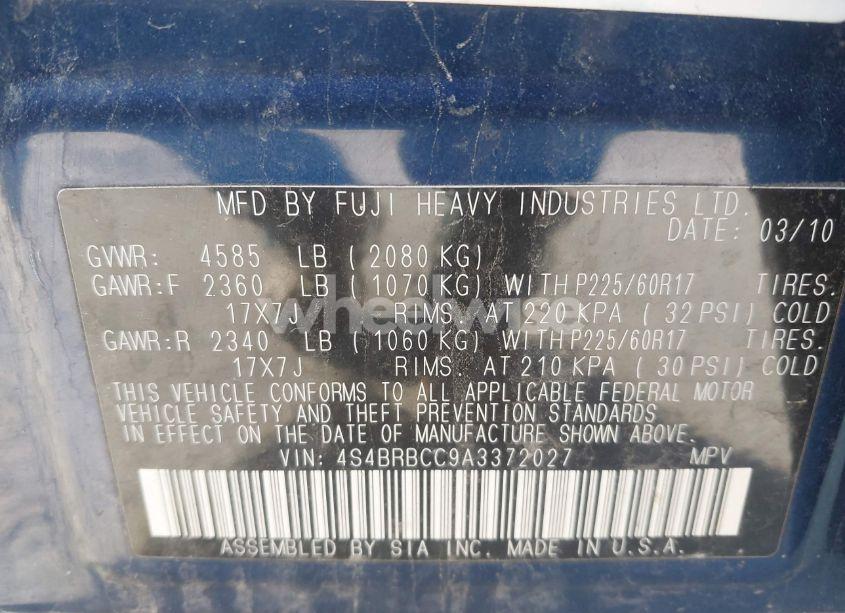 MFD BY FUJI HEAVY INDUSTRIES LTD.
DATE: 03/10
GVWR: 4585 LB ( 2080 KG)
GAWR:F 2360 LB ( 1070 KG) WITH P225/60R17 TIRES.
17X7J RIMS. AT 220 KPA ( 32 PSI) COLD
GAWR:R 2340 LB ( 1060 KG) WITH P225/60R17 TIRES.
17X7J RIMS. AT 210 KPA ( 30 PSI) COLD
THIS VEHICLE CONFORMS TO ALL APPLICABLE FEDERAL MOTOR
VEHICLE SAFETY AND THEFT PREVENTION STANDARDS
IN EFFECT ON THE DATE OF MANUFACTURE SHOWN ABOVE.
VIN: 4S4BRBCC9A3372027 MPV
ASSEMBLED BY SIA INC. MADE IN U.S.A.